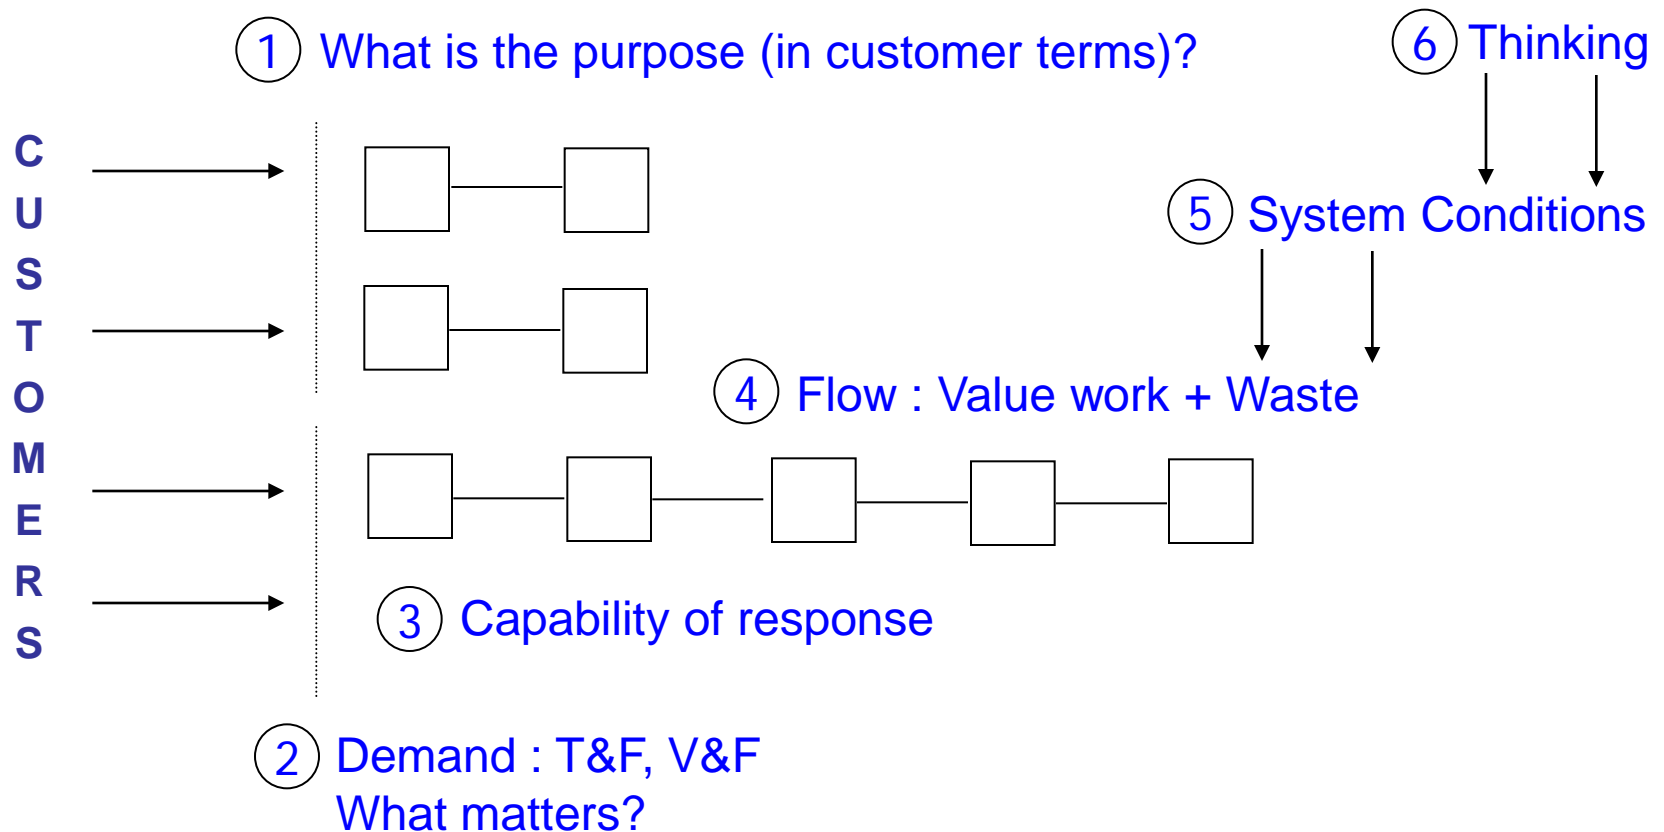 1 What is the purpose (in customer terms)?
6 Thinking
CUSTOMERS
5 System Conditions
4 Flow : Value work + Waste
3 Capability of response
2 Demand : T&F, V&F
What matters?